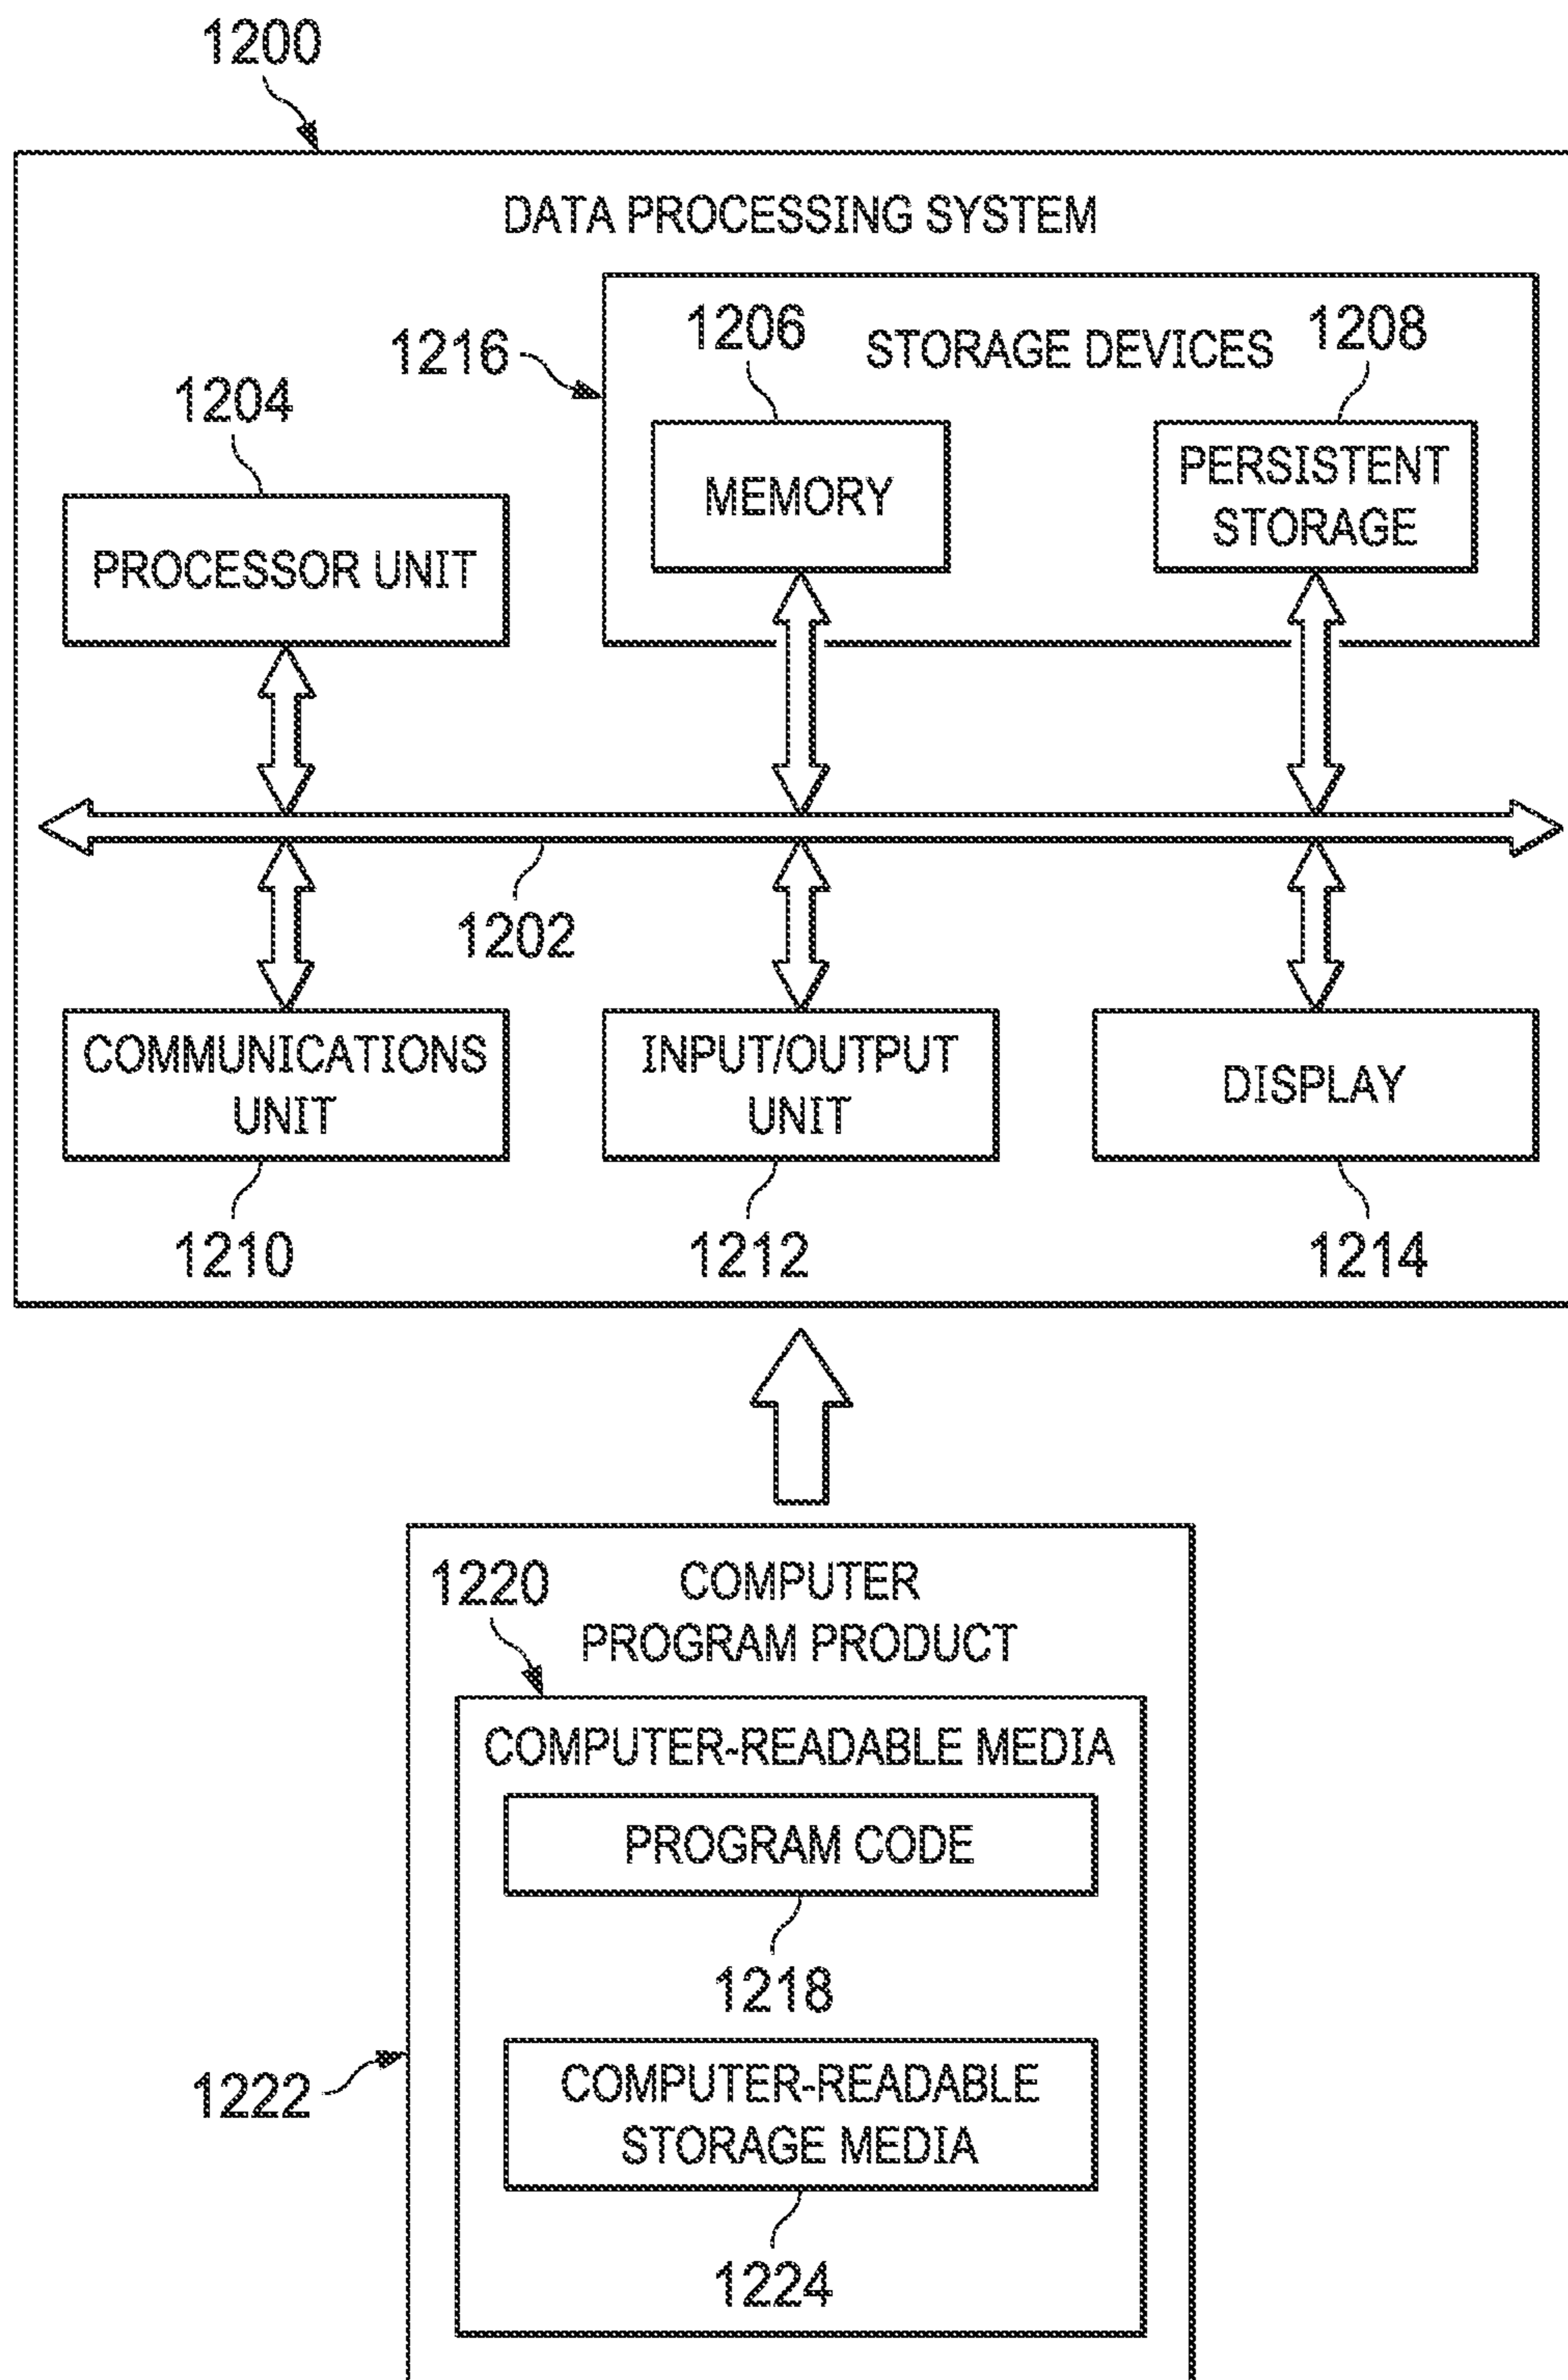 1200
DATA PROCESSING SYSTEM
1216
1206
STORAGE DEVICES
1208
1204
MEMORY
PERSISTENT
STORAGE
PROCESSOR UNIT
1202
COMMUNICATIONS
UNIT
INPUT/OUTPUT
UNIT
DISPLAY
1210
1212
1214
1220
COMPUTER
PROGRAM PRODUCT
COMPUTER-READABLE MEDIA
PROGRAM CODE
1218
1222
COMPUTER-READABLE
STORAGE MEDIA
1224